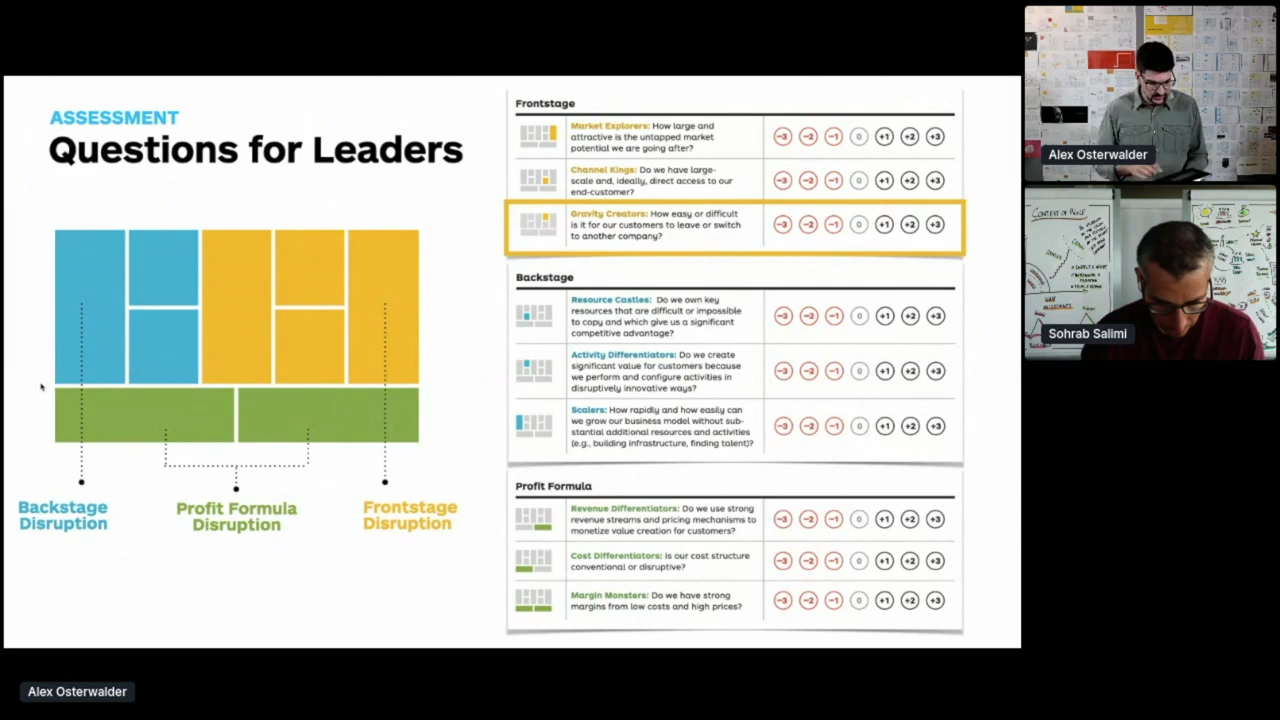 ASSESSMENT
Questions for Leaders
Backstage
Disruption
Profit Formula
Disruption
Frontstage
Disruption
Frontstage
Market Explorers: How large and
attractive is the untapped market
potential we are going after?
−3 −2 −1 0 +1 +2 +3
Channel Kings: Do we have large-
scale and, ideally, direct access to our
end-customer?
−3 −2 −1 0 +1 +2 +3
Gravity Creators: How easy or difficult
is it for our customers to leave or switch
to another company?
−3 −2 −1 0 +1 +2 +3
Backstage
Resource Castles: Do we own key
resources that are difficult or impossible
to copy and which give us a significant
competitive advantage?
−3 −2 −1 0 +1 +2 +3
Activity Differentiators: Do we create
significant value for customers because
we perform and configure activities in
disruptively innovative ways?
−3 −2 −1 0 +1 +2 +3
Scalers: How rapidly and how easily can
we grow our business model without sub-
stantial additional resources and activities
(e.g., building infrastructure, finding talent)?
−3 −2 −1 0 +1 +2 +3
Profit Formula
Revenue Differentiators: Do we use strong
revenue streams and pricing mechanisms to
monetize value creation for customers?
−3 −2 −1 0 +1 +2 +3
Cost Differentiators: Is our cost structure
conventional or disruptive?
−3 −2 −1 0 +1 +2 +3
Margin Monsters: Do we have strong
margins from low costs and high prices?
−3 −2 −1 0 +1 +2 +3
Alex Osterwalder
CONTEXT OF AGILE
Sohrab Salimi
Alex Osterwalder